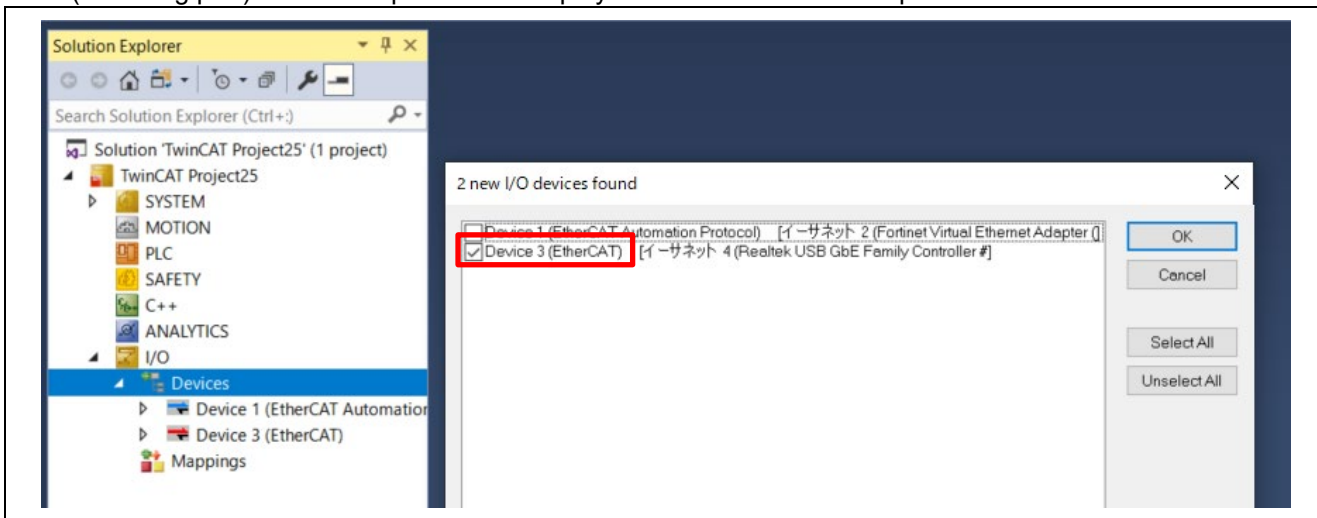 Solution Explorer
Search Solution Explorer (Ctrl+:)
Solution 'TwinCAT Project25' (1 project)
TwinCAT Project25
SYSTEM
MOTION
PLC
SAFETY
C++
ANALYTICS
I/O
Devices
Device 1 (EtherCAT Automation
Device 3 (EtherCAT)
Mappings
2 new I/O devices found
Device 1 (EtherCAT Automation Protocol) [イーサネット 2 (Fortinet Virtual Ethernet Adapter ()
Device 3 (EtherCAT) [イーサネット 4 (Realtek USB GbE Family Controller #]
OK
Cancel
Select All
Unselect All